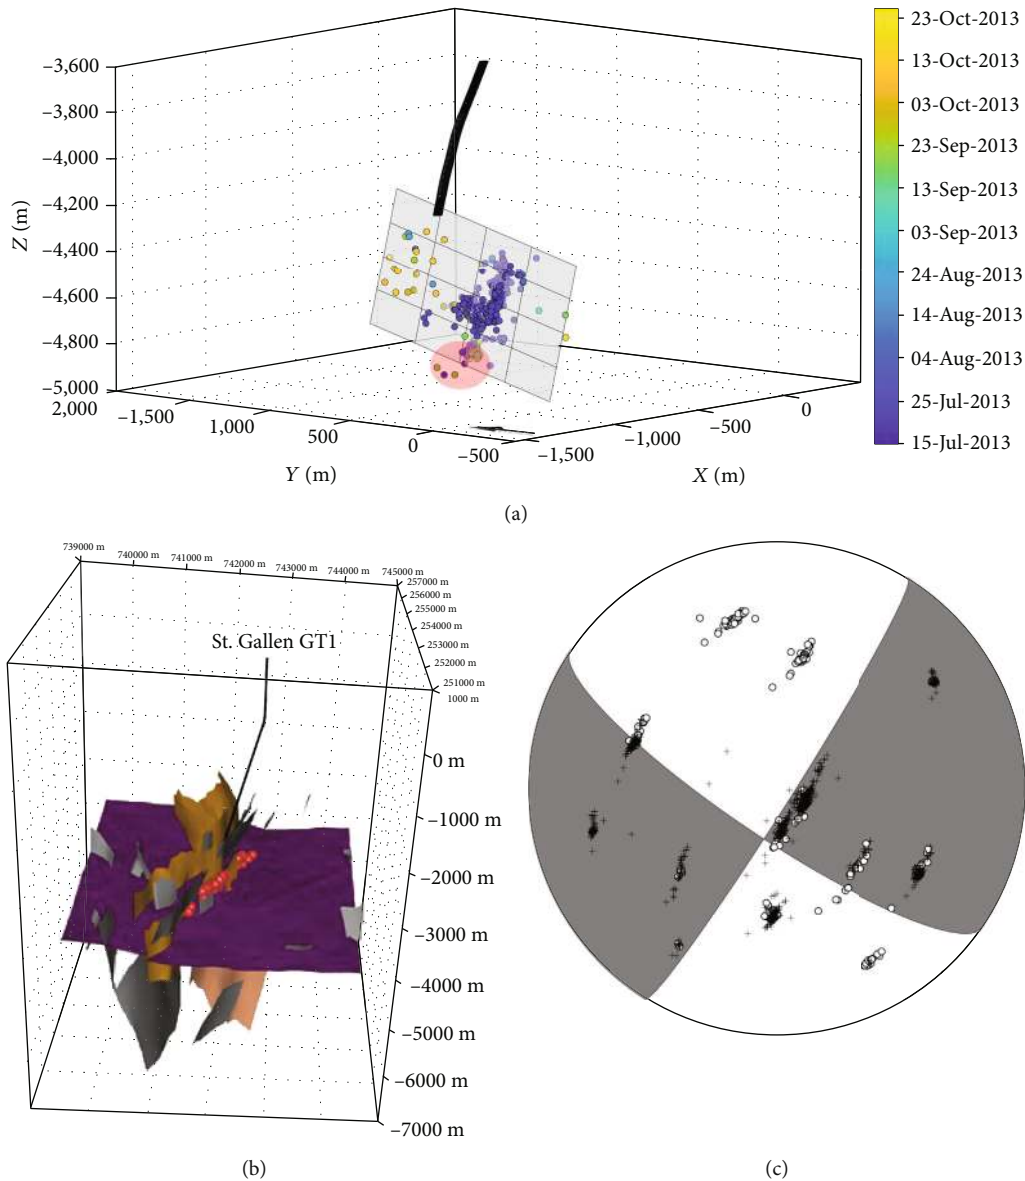 −3,600
−3,800
−4,000
−4,200
−4,400
−4,600
−4,800
−5,000
Z (m)
2,000
−1,500
1,000
500
0
−500
Y (m)
−1,500
−1,000
−500
0
X (m)
23-Oct-2013
13-Oct-2013
03-Oct-2013
23-Sep-2013
13-Sep-2013
03-Sep-2013
24-Aug-2013
14-Aug-2013
04-Aug-2013
25-Jul-2013
15-Jul-2013
(a)
739000 m
740000 m
741000 m
742000 m
743000 m
744000 m
745000 m
257000 m
256000 m
255000 m
254000 m
253000 m
252000 m
251000 m
1000 m
St. Gallen GT1
0 m
−1000 m
−2000 m
−3000 m
−4000 m
−5000 m
−6000 m
−7000 m
(b)
(c)